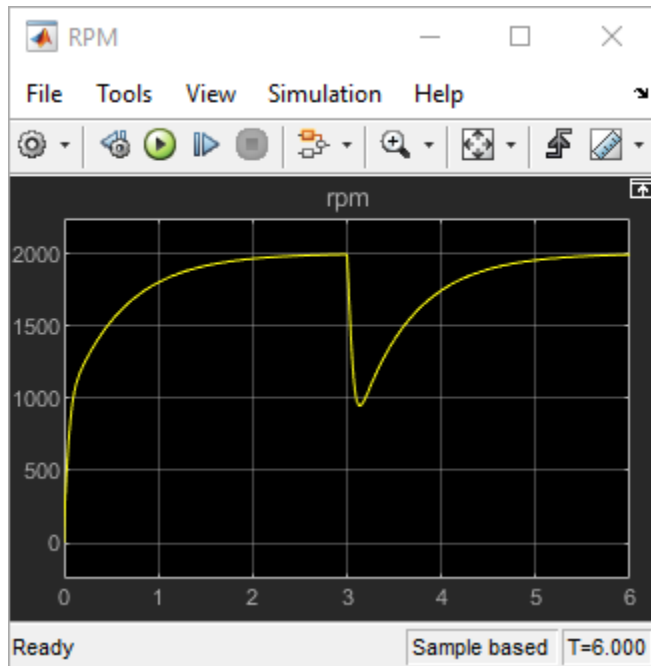 RPM
File Tools View Simulation Help
rpm
2000
1500
1000
500
0
0 1 2 3 4 5 6
Ready Sample based T=6.000